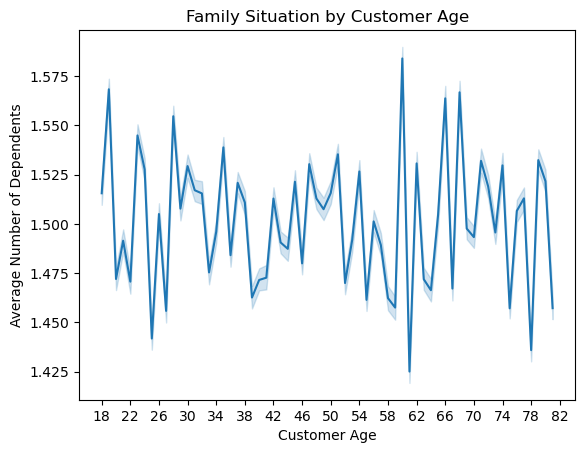 Family Situation by Customer Age
Average Number of Dependents
1.575
1.550
1.525
1.500
1.475
1.450
1.425
18 22 26 30 34 38 42 46 50 54 58 62 66 70 74 78 82
Customer Age